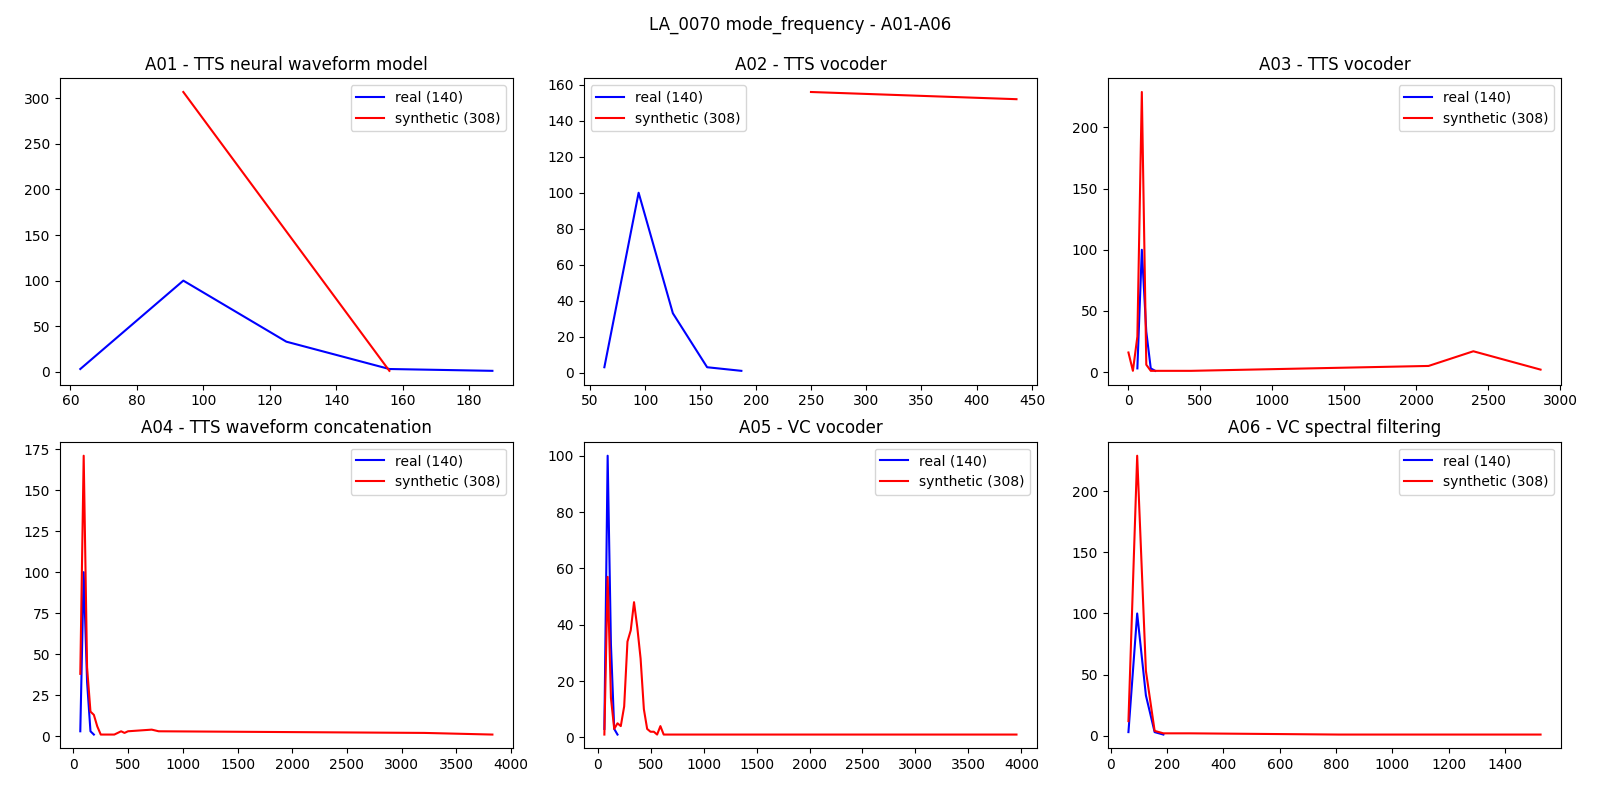 LA_0070 mode_frequency - A01-A06
A01 - TTS neural waveform model
real (140)
synthetic (308)
300
250
200
150
100
50
0
60 80 100 120 140 160 180
A02 - TTS vocoder
real (140)
synthetic (308)
160
140
120
100
80
60
40
20
0
50 100 150 200 250 300 350 400 450
A03 - TTS vocoder
real (140)
synthetic (308)
200
150
100
50
0
0 500 1000 1500 2000 2500 3000
A04 - TTS waveform concatenation
real (140)
synthetic (308)
175
150
125
100
75
50
25
0
0 500 1000 1500 2000 2500 3000 3500 4000
A05 - VC vocoder
real (140)
synthetic (308)
100
80
60
40
20
0
0 500 1000 1500 2000 2500 3000 3500 4000
A06 - VC spectral filtering
real (140)
synthetic (308)
200
150
100
50
0
0 200 400 600 800 1000 1200 1400